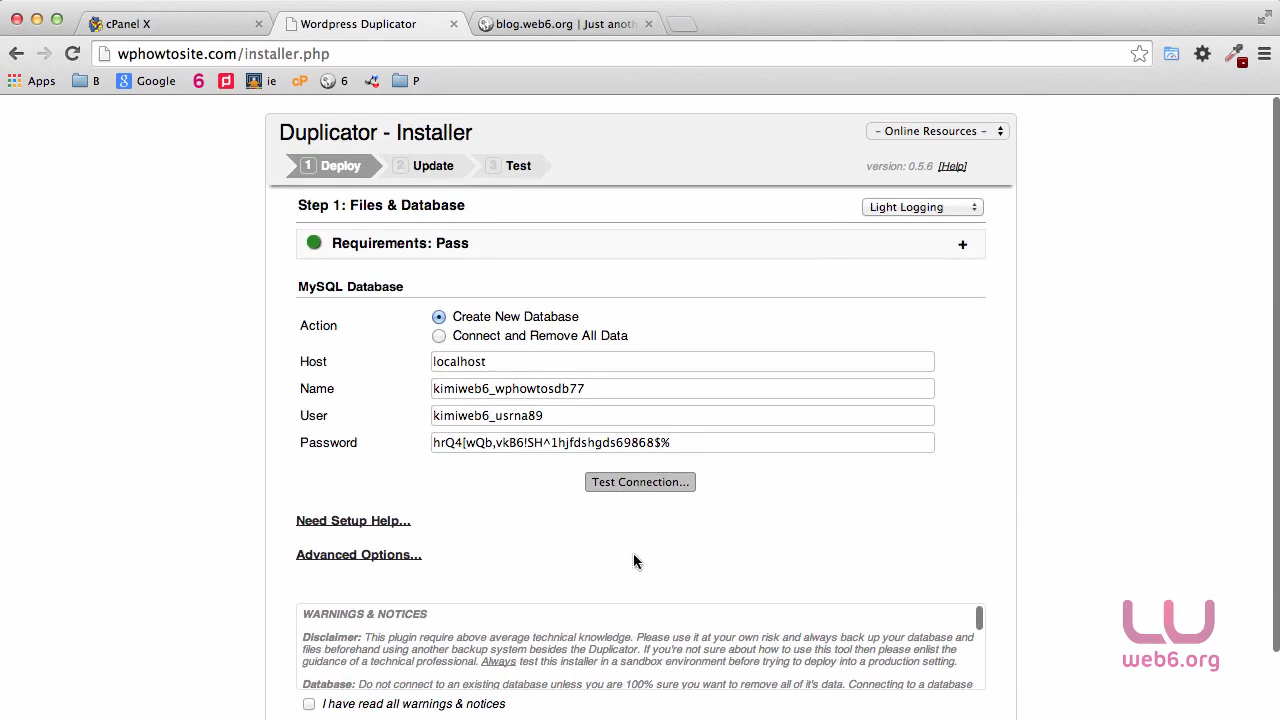 cPanel X
Wordpress Duplicator
blog.web6.org | Just anoth
wphowtosite.com/installer.php
Apps
B
Google
6
ie
cP
6
P
Duplicator - Installer
– Online Resources –
1 Deploy
2 Update
3 Test
version: 0.5.6 [Help]
Step 1: Files & Database
Light Logging
Requirements: Pass
+
MySQL Database
Action
Create New Database
Connect and Remove All Data
Host
localhost
Name
kimiweb6_wphowtosdb77
User
kimiweb6_usrna89
Password
hrQ4[wQb,vkB6!SH^1hjfdshgds69868$%
Test Connection...
Need Setup Help...
Advanced Options...
WARNINGS & NOTICES
Disclaimer: This plugin require above average technical knowledge. Please use it at your own risk and always back up your database and
files beforehand using another backup system besides the Duplicator. If you're not sure about how to use this tool then please enlist the
guidance of a technical professional. Always test this installer in a sandbox environment before trying to deploy into a production setting.
Database: Do not connect to an existing database unless you are 100% sure you want to remove all of it's data. Connecting to a database
I have read all warnings & notices
web6.org